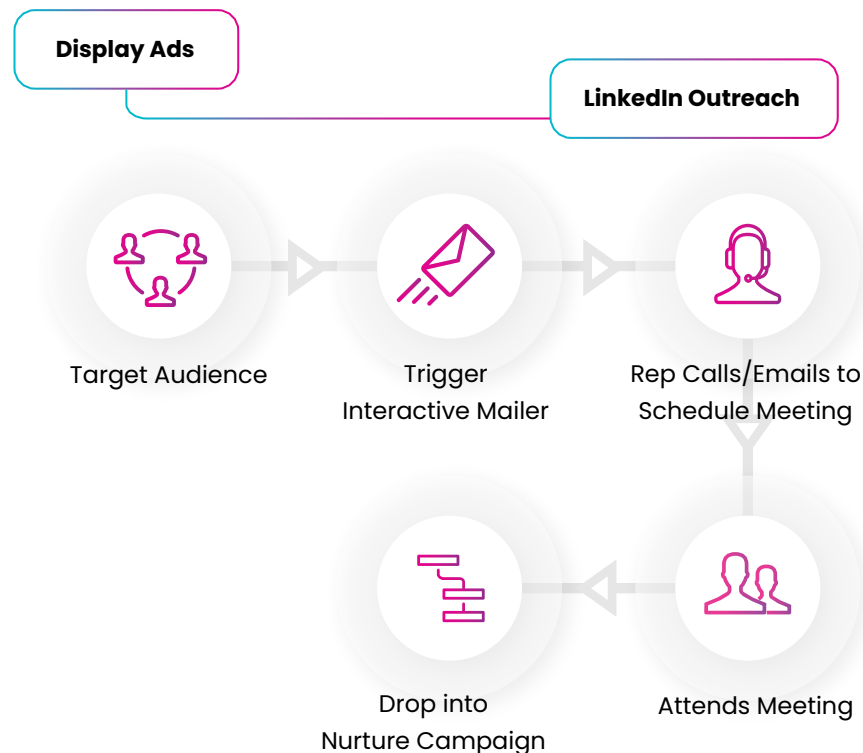 Display Ads
LinkedIn Outreach
Target Audience
Trigger
Interactive Mailer
Rep Calls/Emails to
Schedule Meeting
Drop into
Nurture Campaign
Attends Meeting